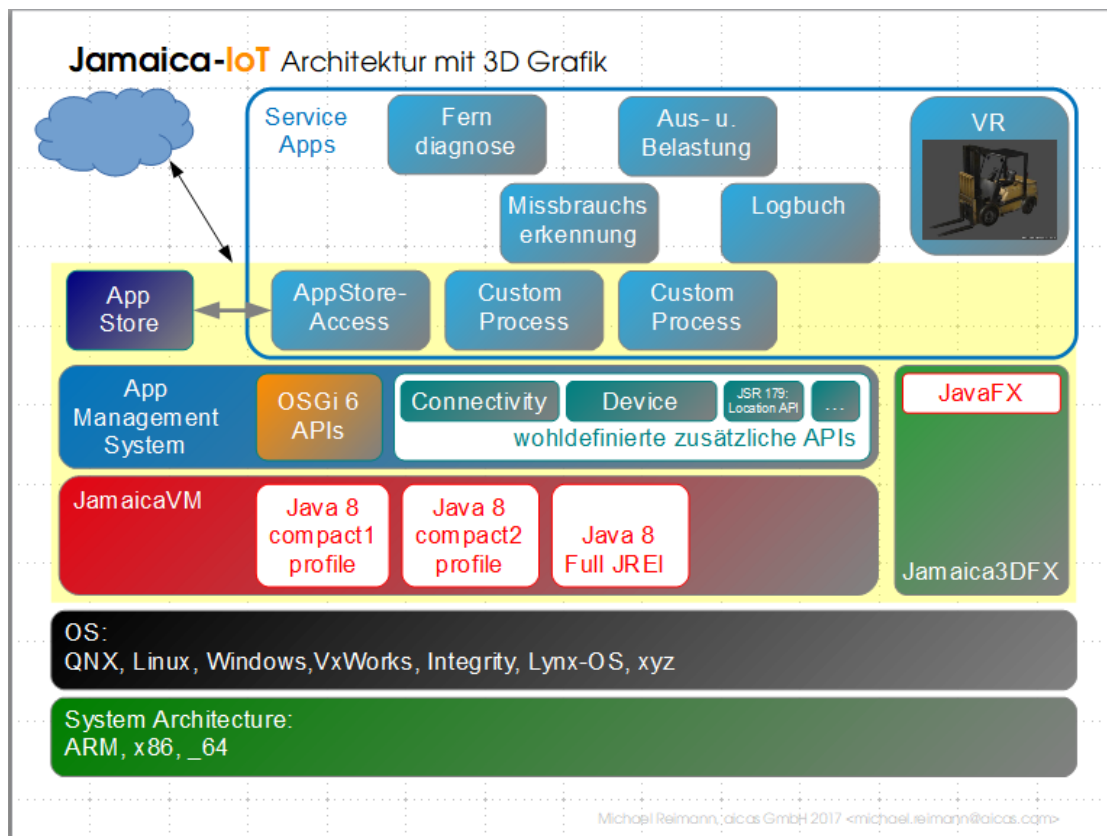 Jamaica-IoT Architektur mit 3D Grafik
Service
Apps
Fern
diagnose
Aus- u.
Belastung
VR
Missbrauchs
erkennung
Logbuch
App
Store
AppStore-
Access
Custom
Process
Custom
Process
App
Management
System
OSGi 6
APIs
Connectivity
Device
JSR 179:
Location API
...
wohldefinierte zusätzliche APIs
JavaFX
JamaicaVM
Java 8
compact1
profile
Java 8
compact2
profile
Java 8
Full JREI
Jamaica3DFX
OS:
QNX, Linux, Windows,VxWorks, Integrity, Lynx-OS, xyz
System Architecture:
ARM, x86, _64
Michael Reimann, aicas GmbH 2017 <michael.reimann@aicas.com>